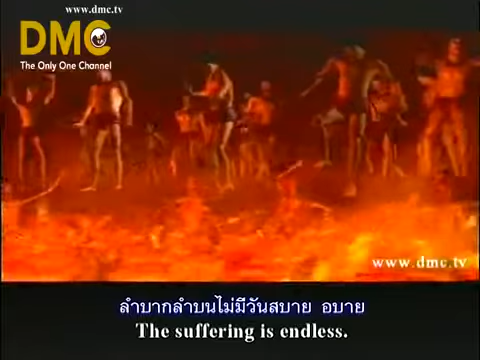 www.dmc.tv
DMC
The Only One Channel
www.dmc.tv
ลำบากลำบนไม่มีวันสบาย อบาย
The suffering is endless.